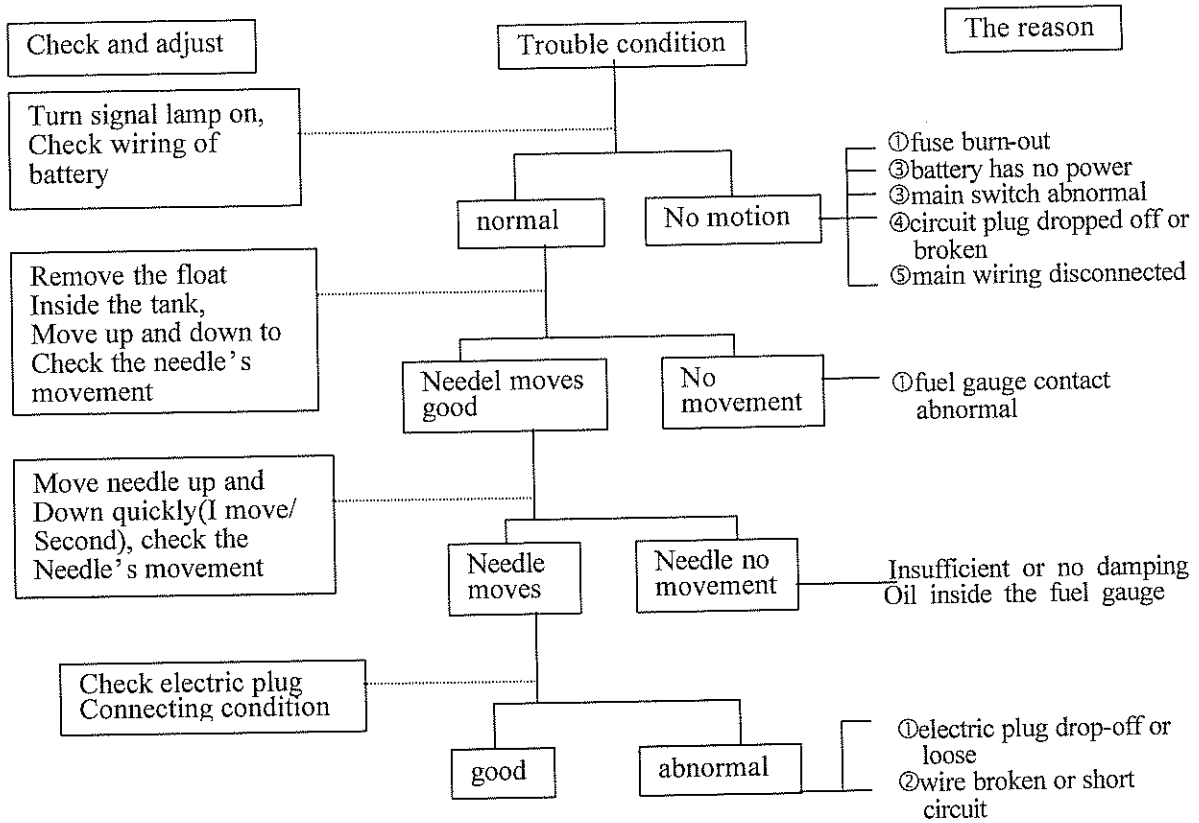 Check and adjust
Trouble condition
The reason
Turn signal lamp on,
Check wiring of
battery
normal
No motion
①fuse burn-out
③battery has no power
③main switch abnormal
④circuit plug dropped off or
broken
⑤main wiring disconnected
Remove the float
Inside the tank,
Move up and down to
Check the needle's
movement
Needel moves
good
No
movement
①fuel gauge contact
abnormal
Move needle up and
Down quickly(I move/
Second), check the
Needle's movement
Needle
moves
Needle no
movement
Insufficient or no damping
Oil inside the fuel gauge
Check electric plug
Connecting condition
good
abnormal
①electric plug drop-off or
loose
②wire broken or short
circuit